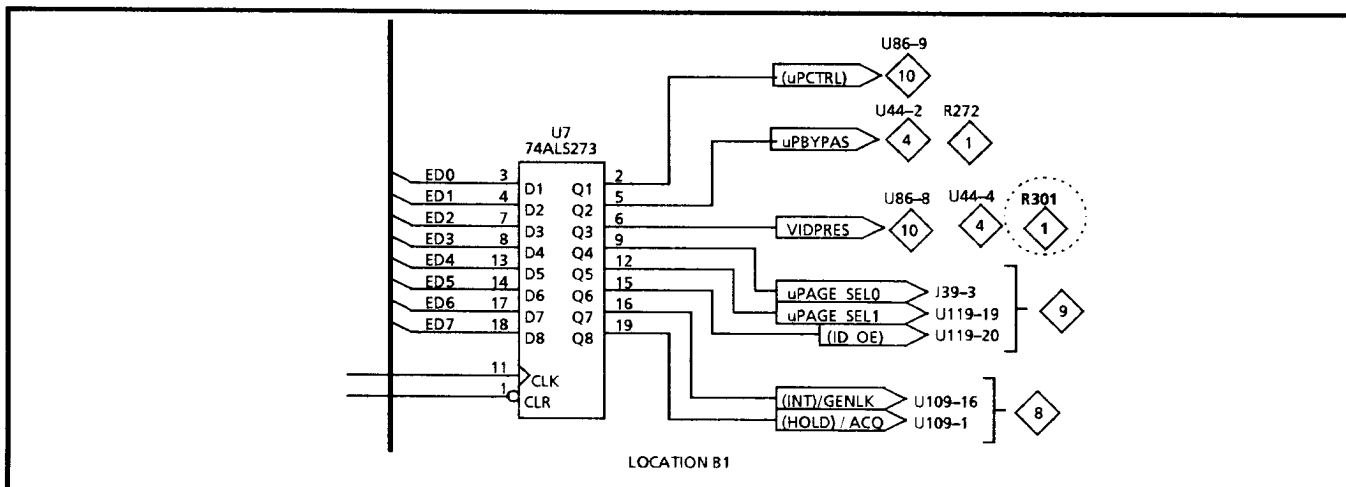 U86-9
(uPCTRL) 10
U44-2 R272
uPBYPAS 4 1
U7
74ALS273
ED0 3 D1 Q1 2
ED1 4 D2 Q2 5
U86-8 U44-4 R301
ED2 7 D3 Q3 6 VIDPRES 10 4 1
ED3 8 D4 Q4 9
ED4 13 D5 Q5 12
ED5 14 D6 Q6 15
ED6 17 D7 Q7 16
ED7 18 D8 Q8 19
uPAGE SEL0 J39-3
uPAGE SEL1 U119-19 9
(ID OE) U119-20
11 CLK
1 CLR
(INT)/GENLK U109-16
(HOLD) / ACQ U109-1 8
LOCATION B1